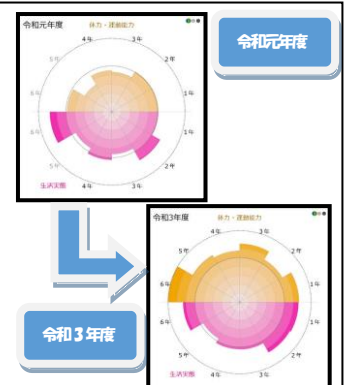 令和元年度 体力・運動能力
令和元年度
4年 3年
5年 2年
6年 1年
6年 1年
5年 2年
4年 3年
生活実態
令和3年度 体力・運動能力
4年 3年
5年 2年
6年 1年
6年 1年
5年 2年
4年 3年
生活実態
令和3年度